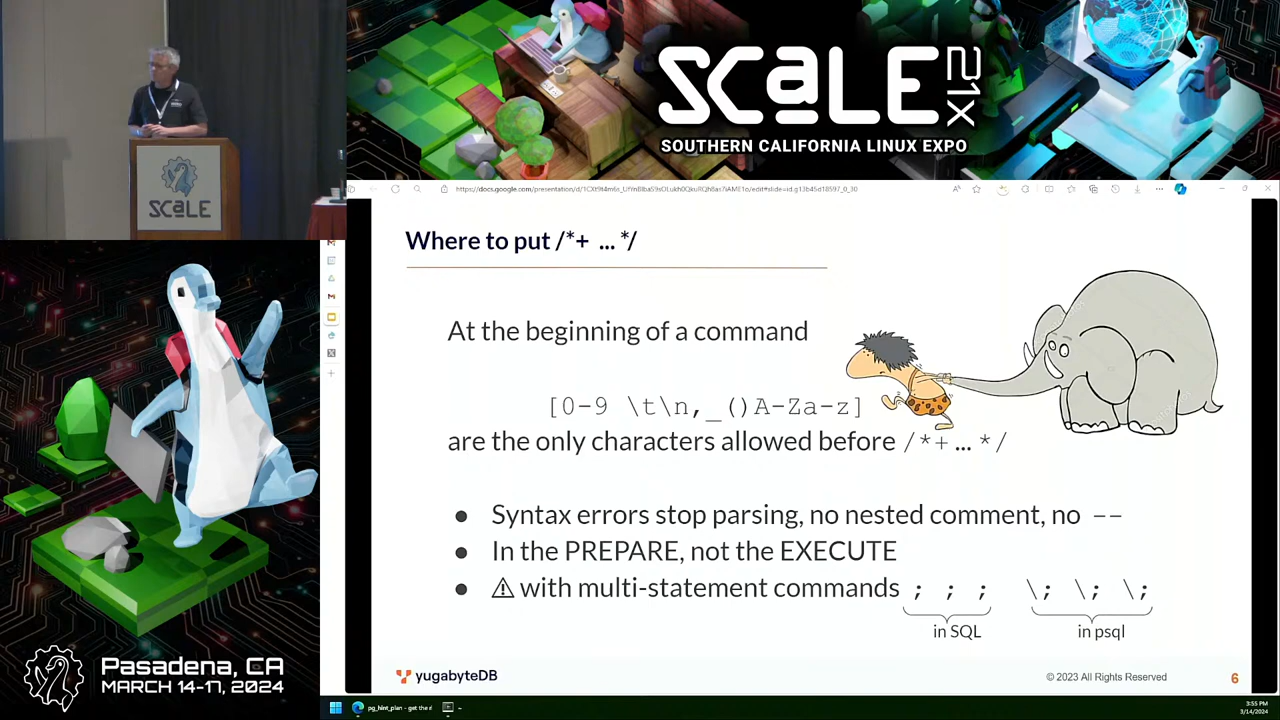 SCaLE
21X
SOUTHERN CALIFORNIA LINUX EXPO
SCaLE
Where to put /*+ ... */
At the beginning of a command
[0-9 \t\n,_()A-Za-z]
are the only characters allowed before /*+ ... */
● Syntax errors stop parsing, no nested comment, no --
● In the PREPARE, not the EXECUTE
● ⚠ with multi-statement commands ; ; ; \; \; \;
in SQL in psql
yugabyteDB
© 2023 All Rights Reserved
6
Pasadena, CA
MARCH 14-17, 2024
3:55 PM
3/14/2024